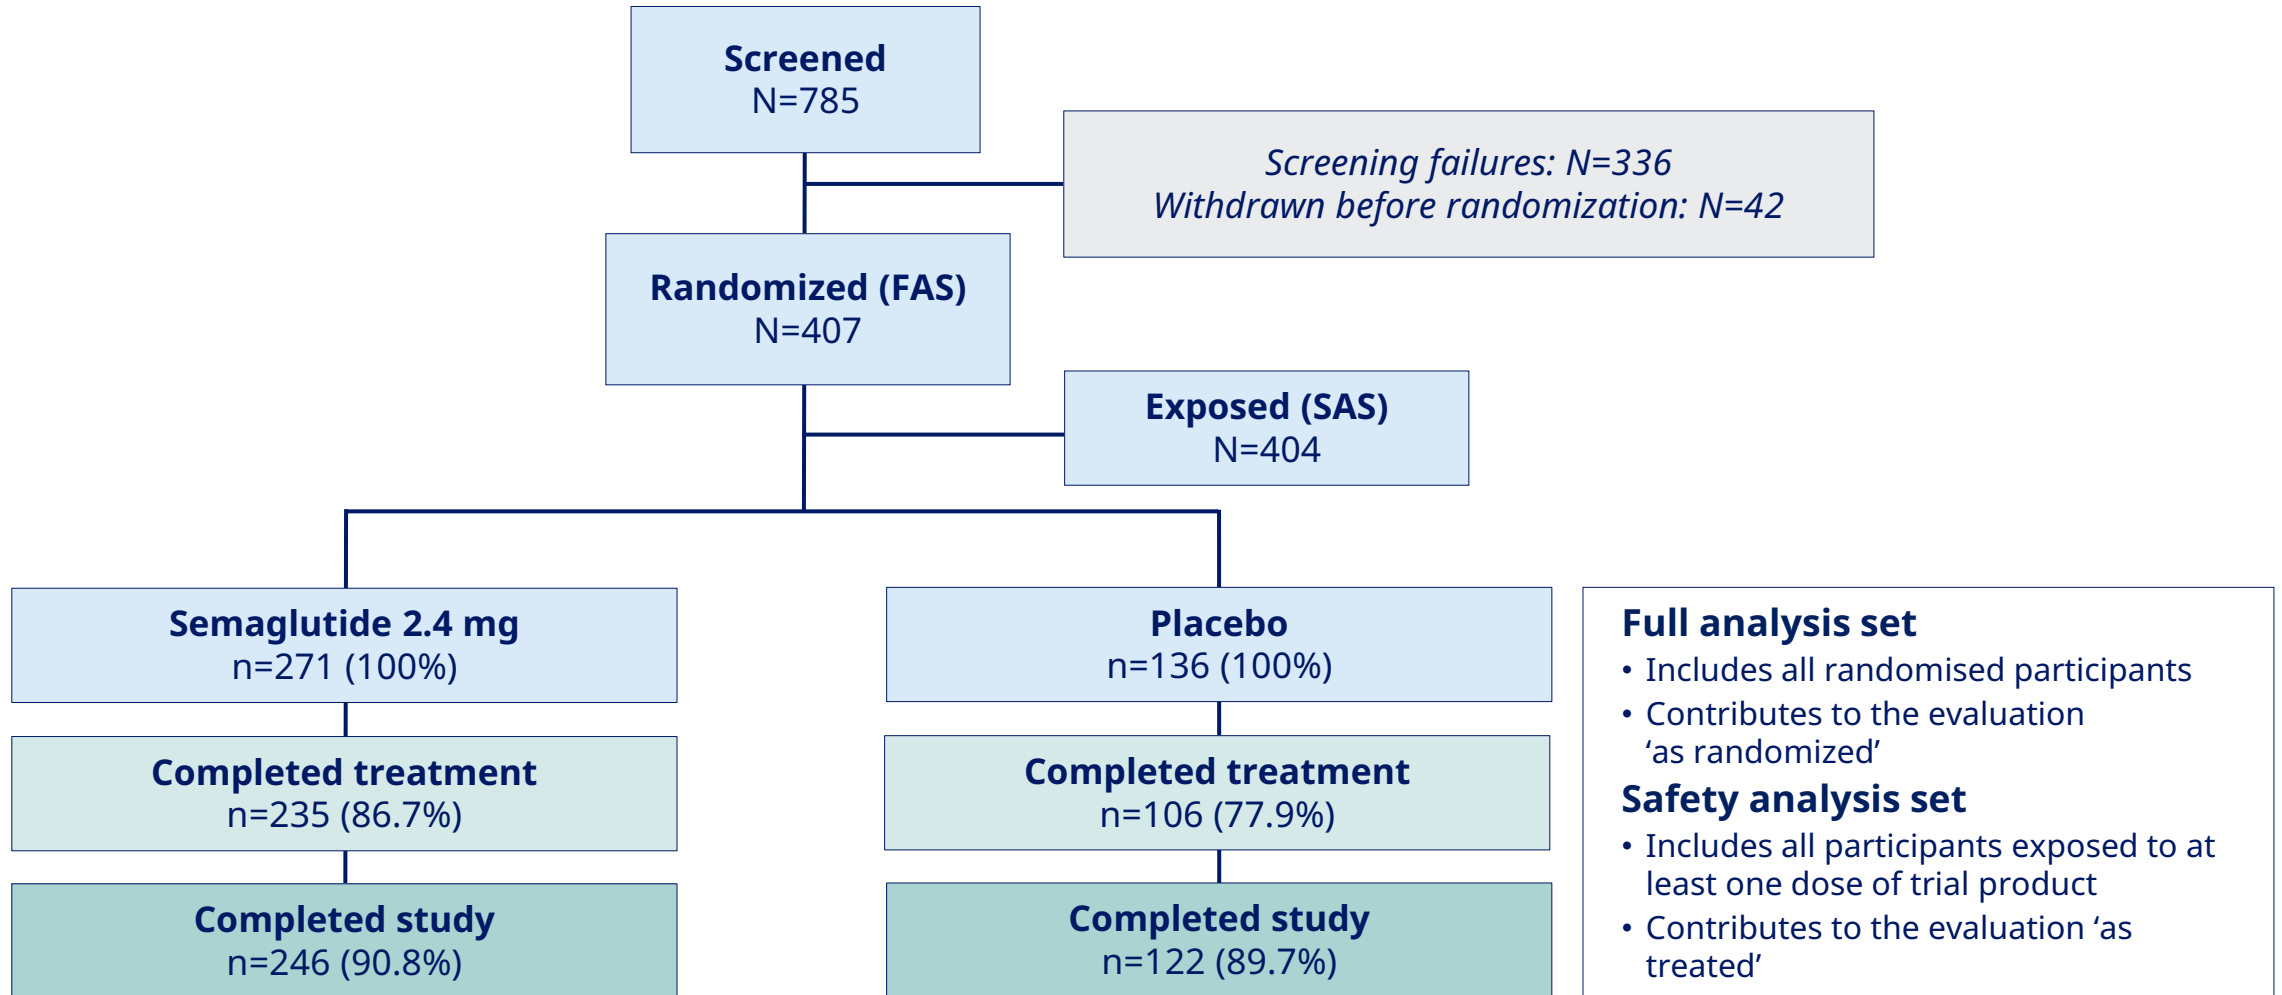 Screened
N=785
Screening failures: N=336
Withdrawn before randomization: N=42
Randomized (FAS)
N=407
Exposed (SAS)
N=404
Semaglutide 2.4 mg
n=271 (100%)
Completed treatment
n=235 (86.7%)
Completed study
n=246 (90.8%)
Placebo
n=136 (100%)
Completed treatment
n=106 (77.9%)
Completed study
n=122 (89.7%)
Full analysis set
• Includes all randomised participants
• Contributes to the evaluation
‘as randomized’
Safety analysis set
• Includes all participants exposed to at
least one dose of trial product
• Contributes to the evaluation ‘as
treated’